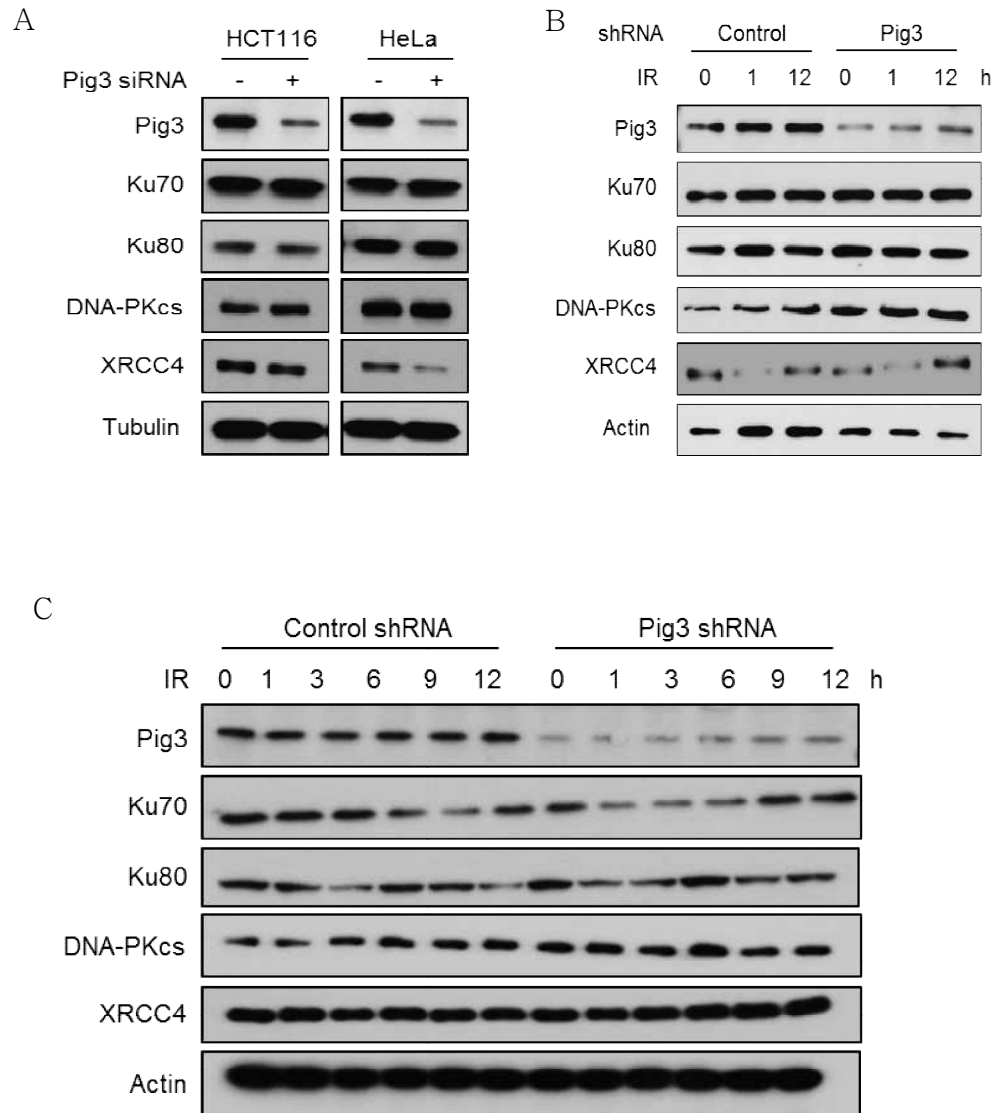 A
HCT116 HeLa
Pig3 siRNA - + - +
Pig3
Ku70
Ku80
DNA-PKcs
XRCC4
Tubulin
B
shRNA Control Pig3
IR 0 1 12 0 1 12 h
Pig3
Ku70
Ku80
DNA-PKcs
XRCC4
Actin
C
Control shRNA Pig3 shRNA
IR 0 1 3 6 9 12 0 1 3 6 9 12 h
Pig3
Ku70
Ku80
DNA-PKcs
XRCC4
Actin